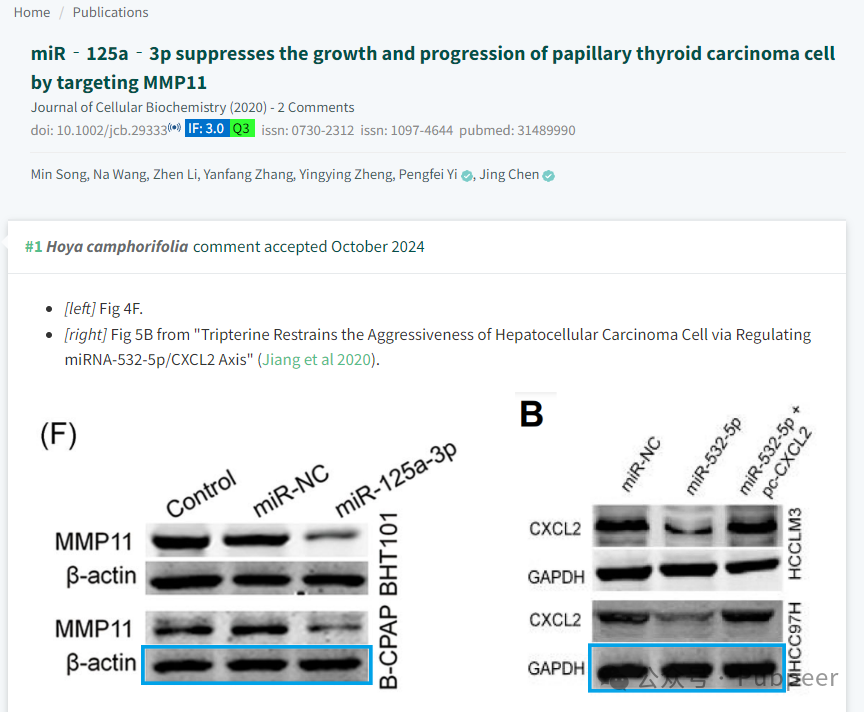 Home / Publications
miR‐125a‐3p suppresses the growth and progression of papillary thyroid carcinoma cell
by targeting MMP11
Journal of Cellular Biochemistry (2020) - 2 Comments
doi: 10.1002/jcb.29333 IF: 3.0 Q3 issn: 0730-2312 issn: 1097-4644 pubmed: 31489990
Min Song, Na Wang, Zhen Li, Yanfang Zhang, Yingying Zheng, Pengfei Yi, Jing Chen
#1 Hoya camphorifolia comment accepted October 2024
• [left] Fig 4F.
• [right] Fig 5B from "Tripterine Restrains the Aggressiveness of Hepatocellular Carcinoma Cell via Regulating
miRNA-532-5p/CXCL2 Axis" (Jiang et al 2020).
(F)
Control
miR-NC
miR-125a-3p
MMP11
β-actin
BHT101
MMP11
β-actin
B-CPAP
B
miR-NC
miR-532-5p
miR-532-5p +
pc-CXCL2
CXCL2
GAPDH
HCCLM3
CXCL2
GAPDH
MHCC97H
公众号 · Pubpeer